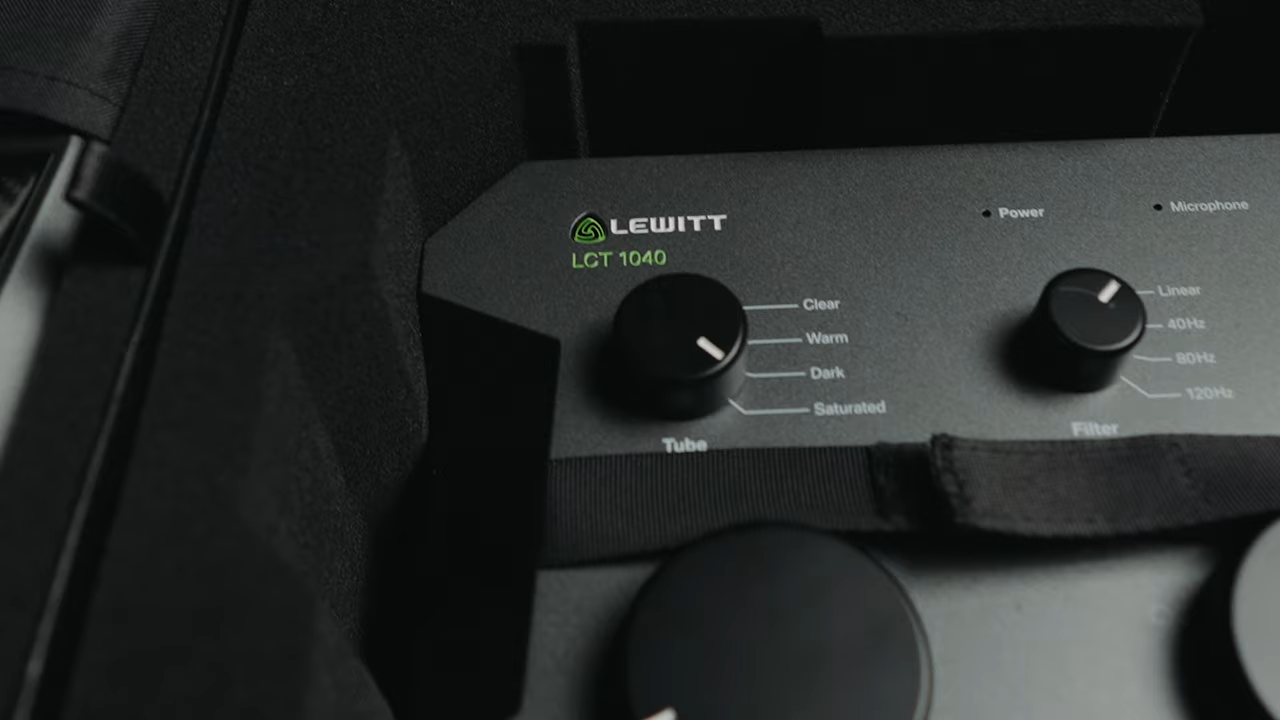 LEWITT
LCT 1040
Power
Microphone
Clear
Warm
Dark
Saturated
Tube
Linear
40Hz
80Hz
120Hz
Filter